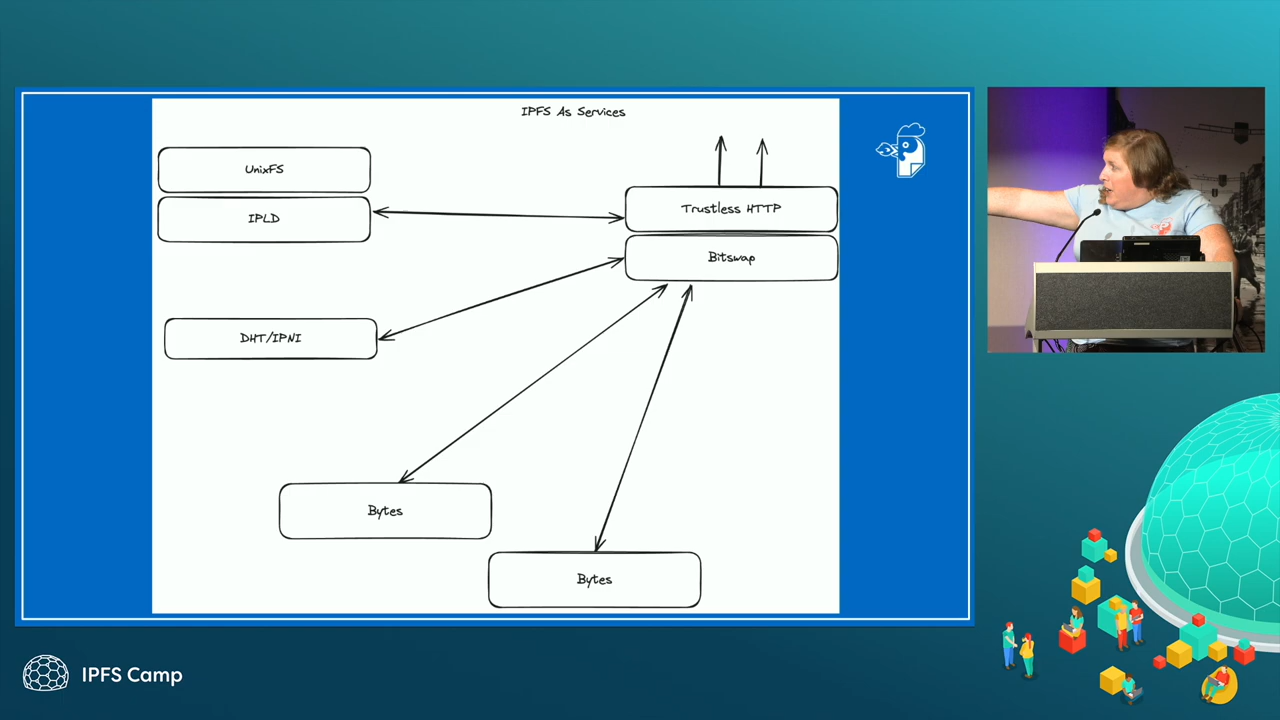 IPFS As Services
UnixFS
IPLD
Trustless HTTP
Bitswap
DHT/IPNI
Bytes
Bytes
IPFS Camp